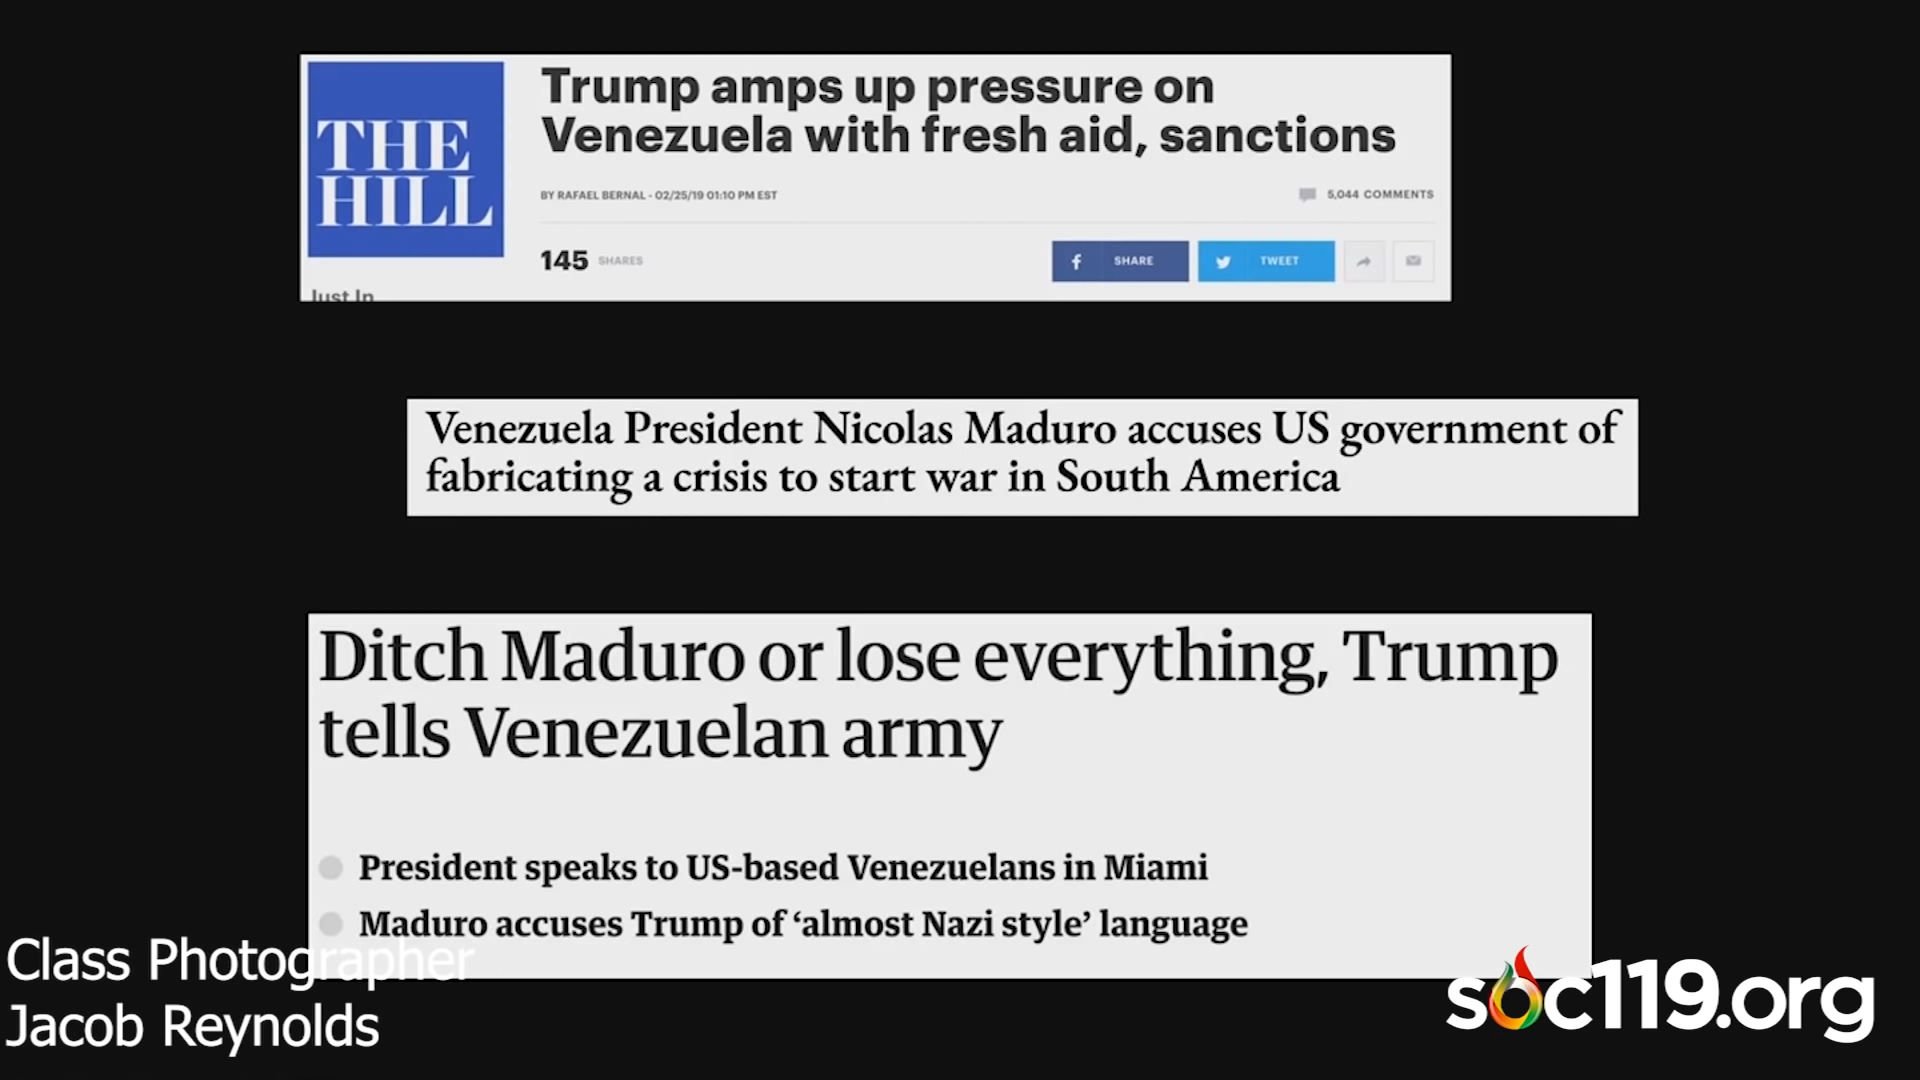 THE
HILL
Trump amps up pressure on
Venezuela with fresh aid, sanctions
BY RAFAEL BERNAL - 02/25/19 01:10 PM EST
5,044 COMMENTS
145 SHARES
SHARE
TWEET
Just In
Venezuela President Nicolas Maduro accuses US government of
fabricating a crisis to start war in South America
Ditch Maduro or lose everything, Trump
tells Venezuelan army
President speaks to US-based Venezuelans in Miami
Maduro accuses Trump of ‘almost Nazi style’ language
Class Photographer
Jacob Reynolds
soc119.org